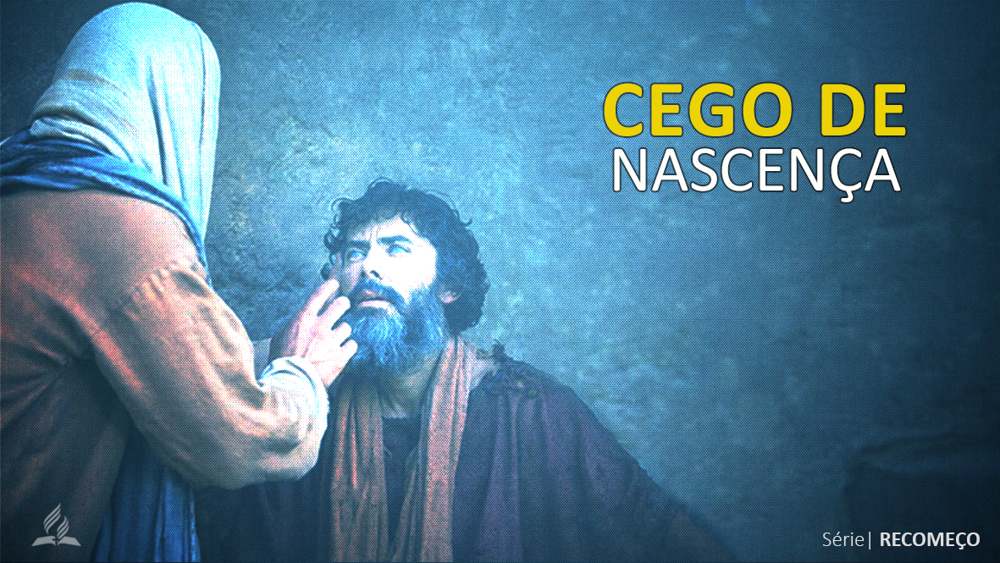 CEGO DE
NASCENÇA
Série| RECOMEÇO